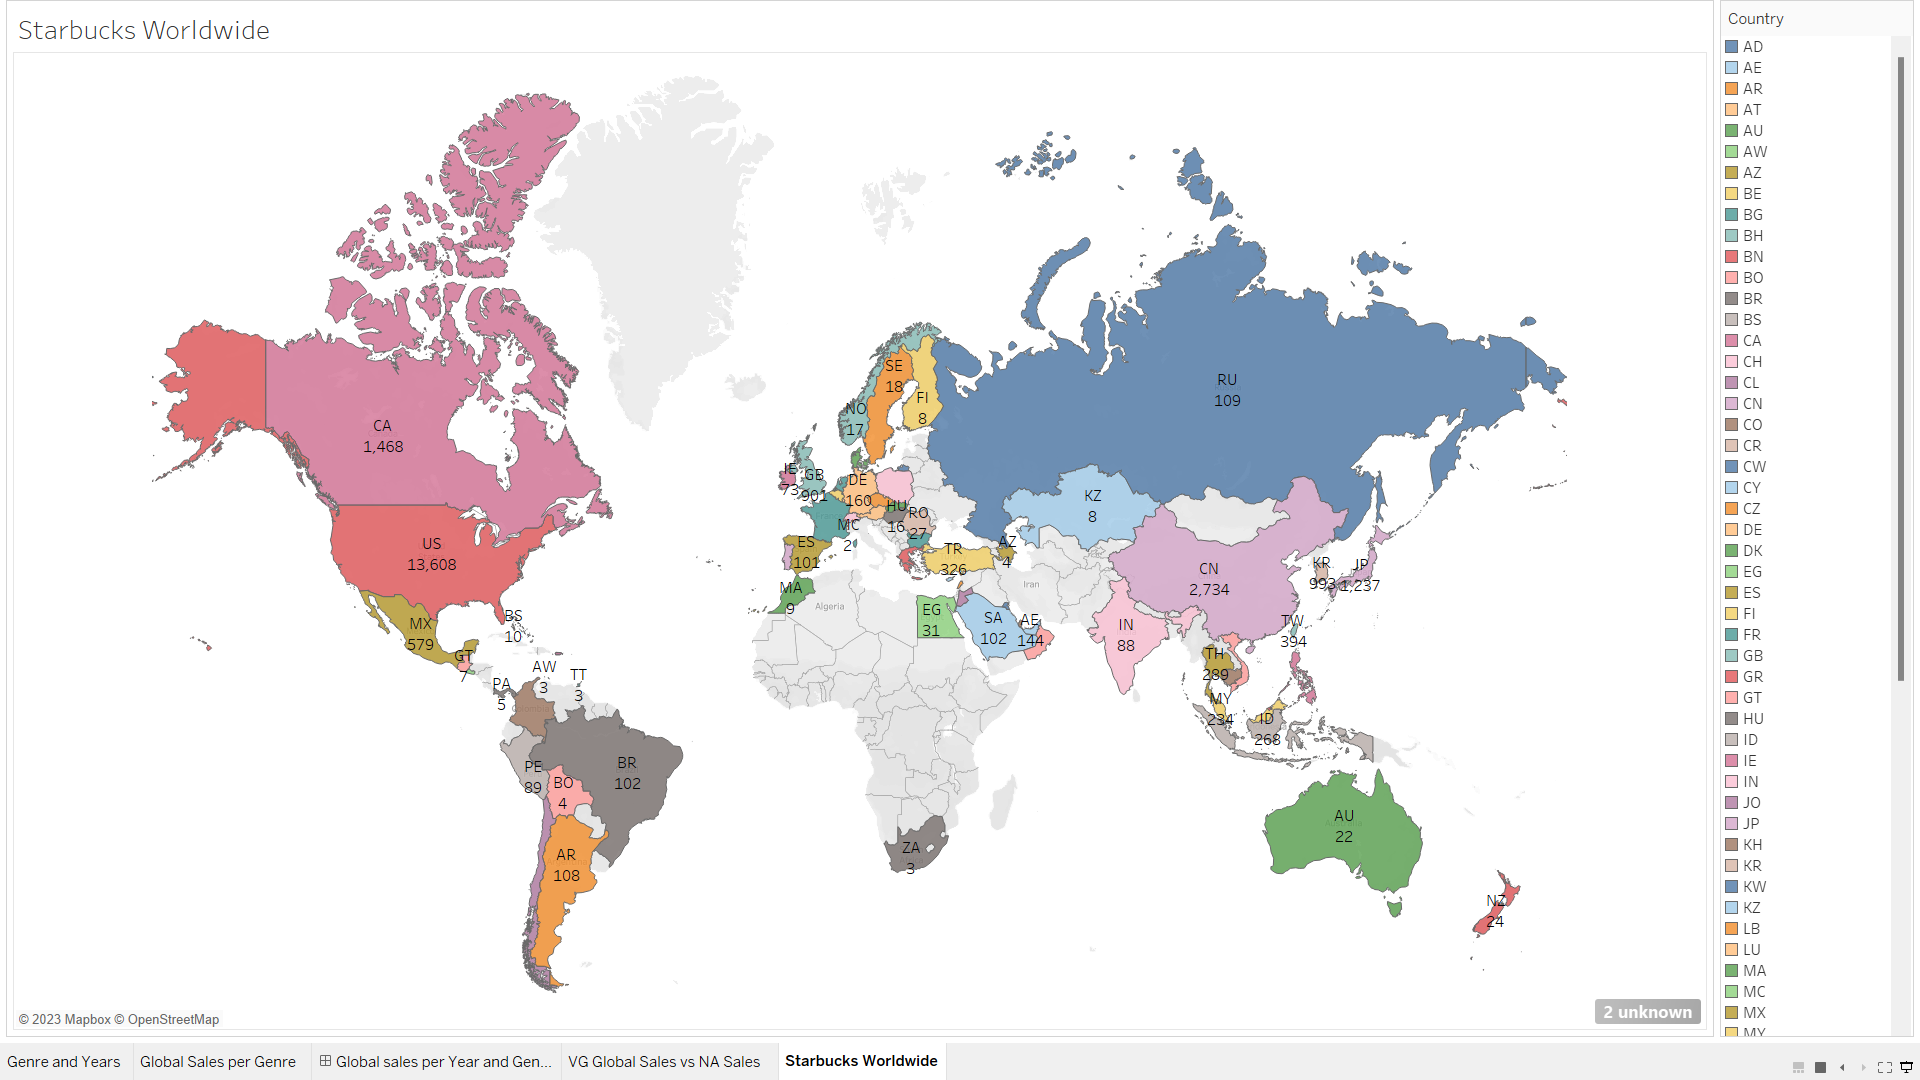 Starbucks Worldwide
CA
1,468
US
13,608
MX
579
GT
7
BS
10
AW
3
TT
3
PA
5
PE
89
BO
4
BR
102
AR
108
SE
18
NO
17
FI
8
IE
73
GB
901
DE
160
HU
16
RO
27
MC
2
ES
101
TR
326
AZ
4
MA
9
Algeria
EG
31
SA
102
AE
144
Iran
ZA
3
RU
109
KZ
8
CN
2,734
KR
993
JP
1,237
IN
88
TW
394
TH
289
MY
234
ID
268
AU
22
NZ
24
© 2023 Mapbox © OpenStreetMap
2 unknown
Country
AD
AE
AR
AT
AU
AW
AZ
BE
BG
BH
BN
BO
BR
BS
CA
CH
CL
CN
CO
CR
CW
CY
CZ
DE
DK
EG
ES
FI
FR
GB
GR
GT
HU
ID
IE
IN
JO
JP
KH
KR
KW
KZ
LB
LU
MA
MC
MX
MY
Genre and Years
Global Sales per Genre
Global sales per Year and Gen...
VG Global Sales vs NA Sales
Starbucks Worldwide